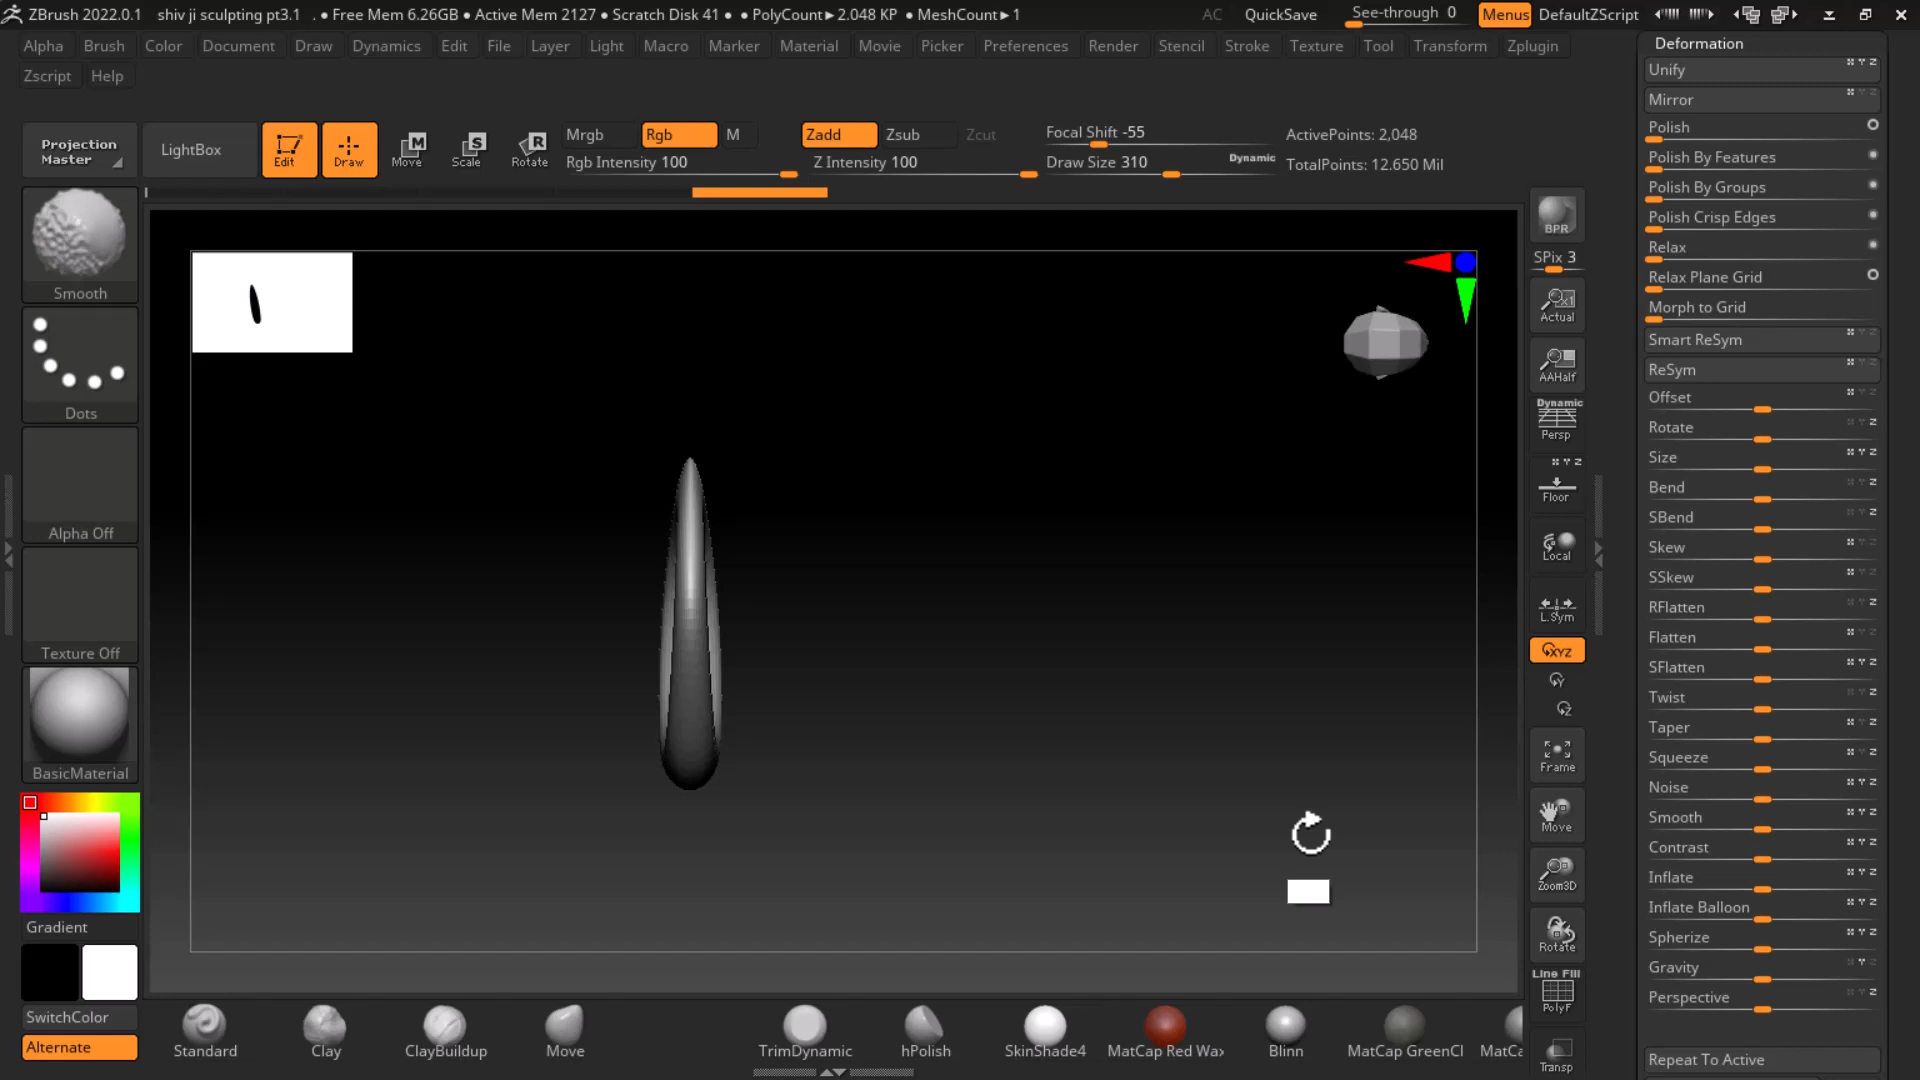 ZBrush 2022.0.1 shiv ji sculpting pt3.1 . • Free Mem 6.26GB • Active Mem 2127 • Scratch Disk 41 • • PolyCount▸ 2.048 KP • MeshCount▸ 1 AC QuickSave See-through 0 Menus DefaultZScript
Alpha Brush Color Document Draw Dynamics Edit File Layer Light Macro Marker Material Movie Picker Preferences Render Stencil Stroke Texture Tool Transform Zplugin
Zscript Help
Projection Master
LightBox
Edit
Draw
Move
Scale
Rotate
Mrgb Rgb M
Rgb Intensity 100
Zadd Zsub Zcut
Z Intensity 100
Focal Shift -55
Draw Size 310 Dynamic
ActivePoints: 2,048
TotalPoints: 12.650 Mil
Smooth
Dots
Alpha Off
Texture Off
BasicMaterial
Gradient
SwitchColor
Alternate
BPR
SPix 3
Actual
AAHalf
Dynamic
Persp
X Y Z
Floor
Local
L.Sym
XYZ
Y
Z
Frame
Move
Zoom3D
Rotate
Line Fill
PolyF
Transp
Standard
Clay
ClayBuildup
Move
TrimDynamic
hPolish
SkinShade4
MatCap Red Wax
Blinn
MatCap GreenCl
MatCa
Deformation
Unify X Y Z
Mirror X Y Z
Polish
Polish By Features
Polish By Groups
Polish Crisp Edges
Relax
Relax Plane Grid
Morph to Grid
Smart ReSym X Y Z
ReSym X Y Z
Offset X Y Z
Rotate X Y Z
Size X Y Z
Bend X Y Z
SBend X Y Z
Skew X Y Z
SSkew X Y Z
RFlatten X Y Z
Flatten X Y Z
SFlatten X Y Z
Twist X Y Z
Taper X Y Z
Squeeze X Y Z
Noise X Y Z
Smooth X Y Z
Contrast X Y Z
Inflate X Y Z
Inflate Balloon X Y Z
Spherize X Y Z
Gravity X Y Z
Perspective X Y Z
Repeat To Active